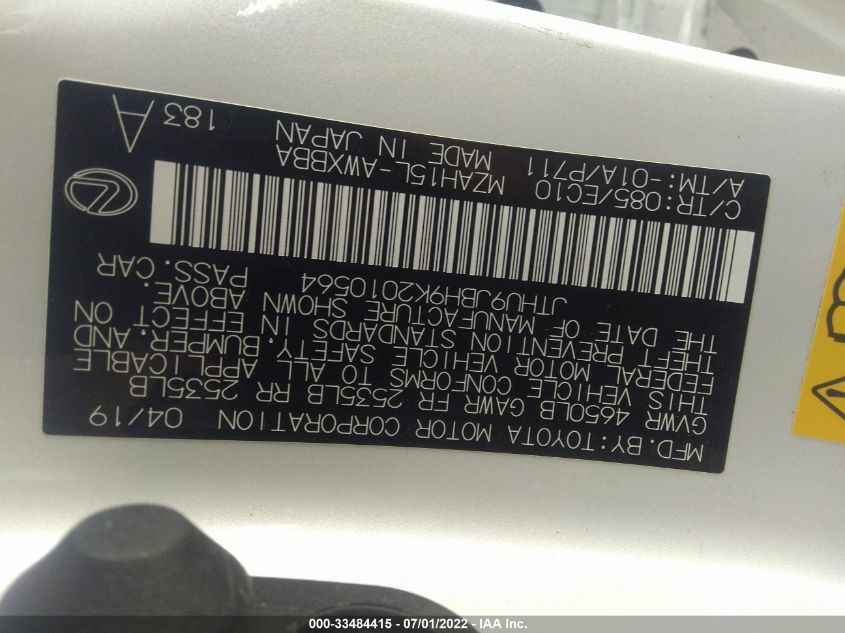 MFD.BY:TOYOTA MOTOR CORPORATION 04/19
GVWR 4650LB GAWR FR 2535LB RR 2535LB
THIS VEHICLE CONFORMS TO ALL APPLICABLE
FEDERAL MOTOR VEHICLE SAFETY,BUMPER,AND
THEFT PREVENTION STANDARDS IN EFFECT ON
THE DATE OF MANUFACTURE SHOWN ABOVE.
JTHU9JBH9K2010564 PASS. CAR
C/TR:085/EC10 MZAH15L-AWXBBA
A/TM:-01A/P711 MADE IN JAPAN 183 A
000-33484415 - 07/01/2022 - IAA Inc.